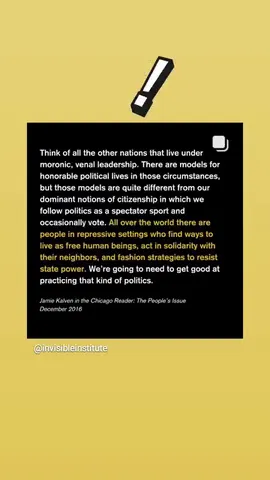 Think of all the other nations that live under
moronic, venal leadership. There are models for
honorable political lives in those circumstances,
but those models are quite different from our
dominant notions of citizenship in which we
follow politics as a spectator sport and
occasionally vote. All over the world there are
people in repressive settings who find ways to
live as free human beings, act in solidarity with
their neighbors, and fashion strategies to resist
state power. We're going to need to get good at
practicing that kind of politics.
Jamie Kalven in the Chicago Reader: The People's Issue
December 2016
@invisibleinstitute